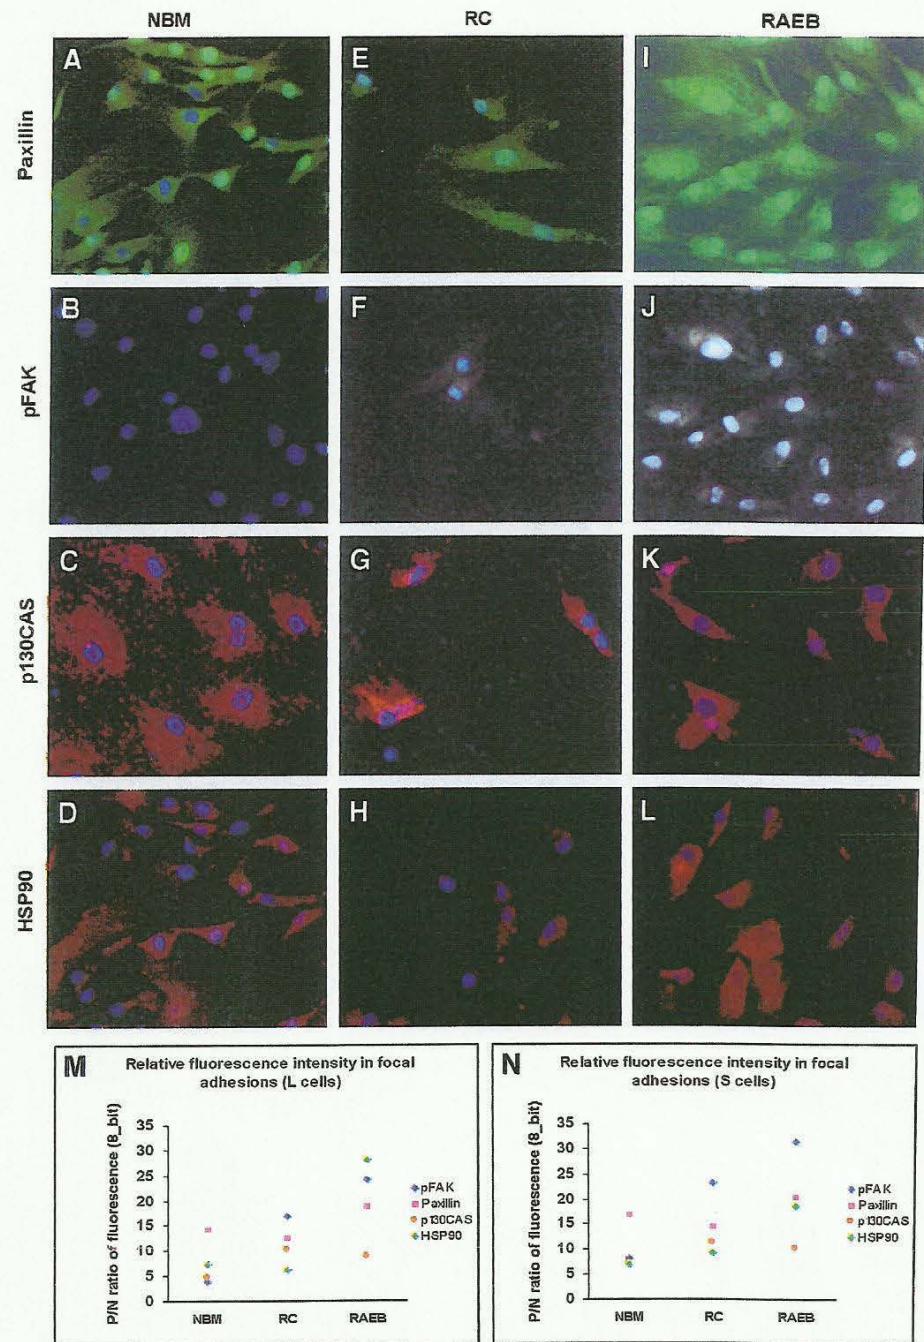 NBM RC RAEB
Paxillin
A E I
pFAK
B F J
p130CAS
C G K
HSP90
D H L
M Relative fluorescence intensity in focal
adhesions (L cells)
P/N ratio of fluorescence (8_bit)
35
30
25
20
15
10
5
0
NBM RC RAEB
pFAK
Paxillin
p130CAS
HSP90
N Relative fluorescence intensity in focal
adhesions (S cells)
P/N ratio of fluorescence (8_bit)
35
30
25
20
15
10
5
0
NBM RC RAEB
pFAK
Paxillin
p130CAS
HSP90